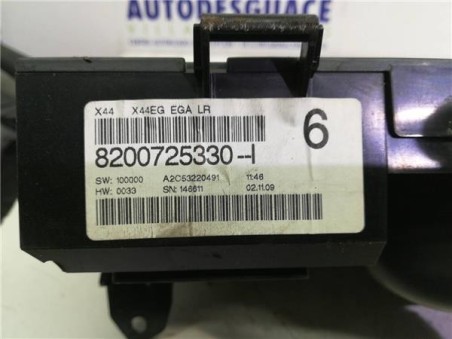 AUTODESGUACE
X44 X44EG EGA LR
6
8200725330--I
SW: 100000 A2C53220491 11:46
HW: 0033 SN: 146611 02.11.09